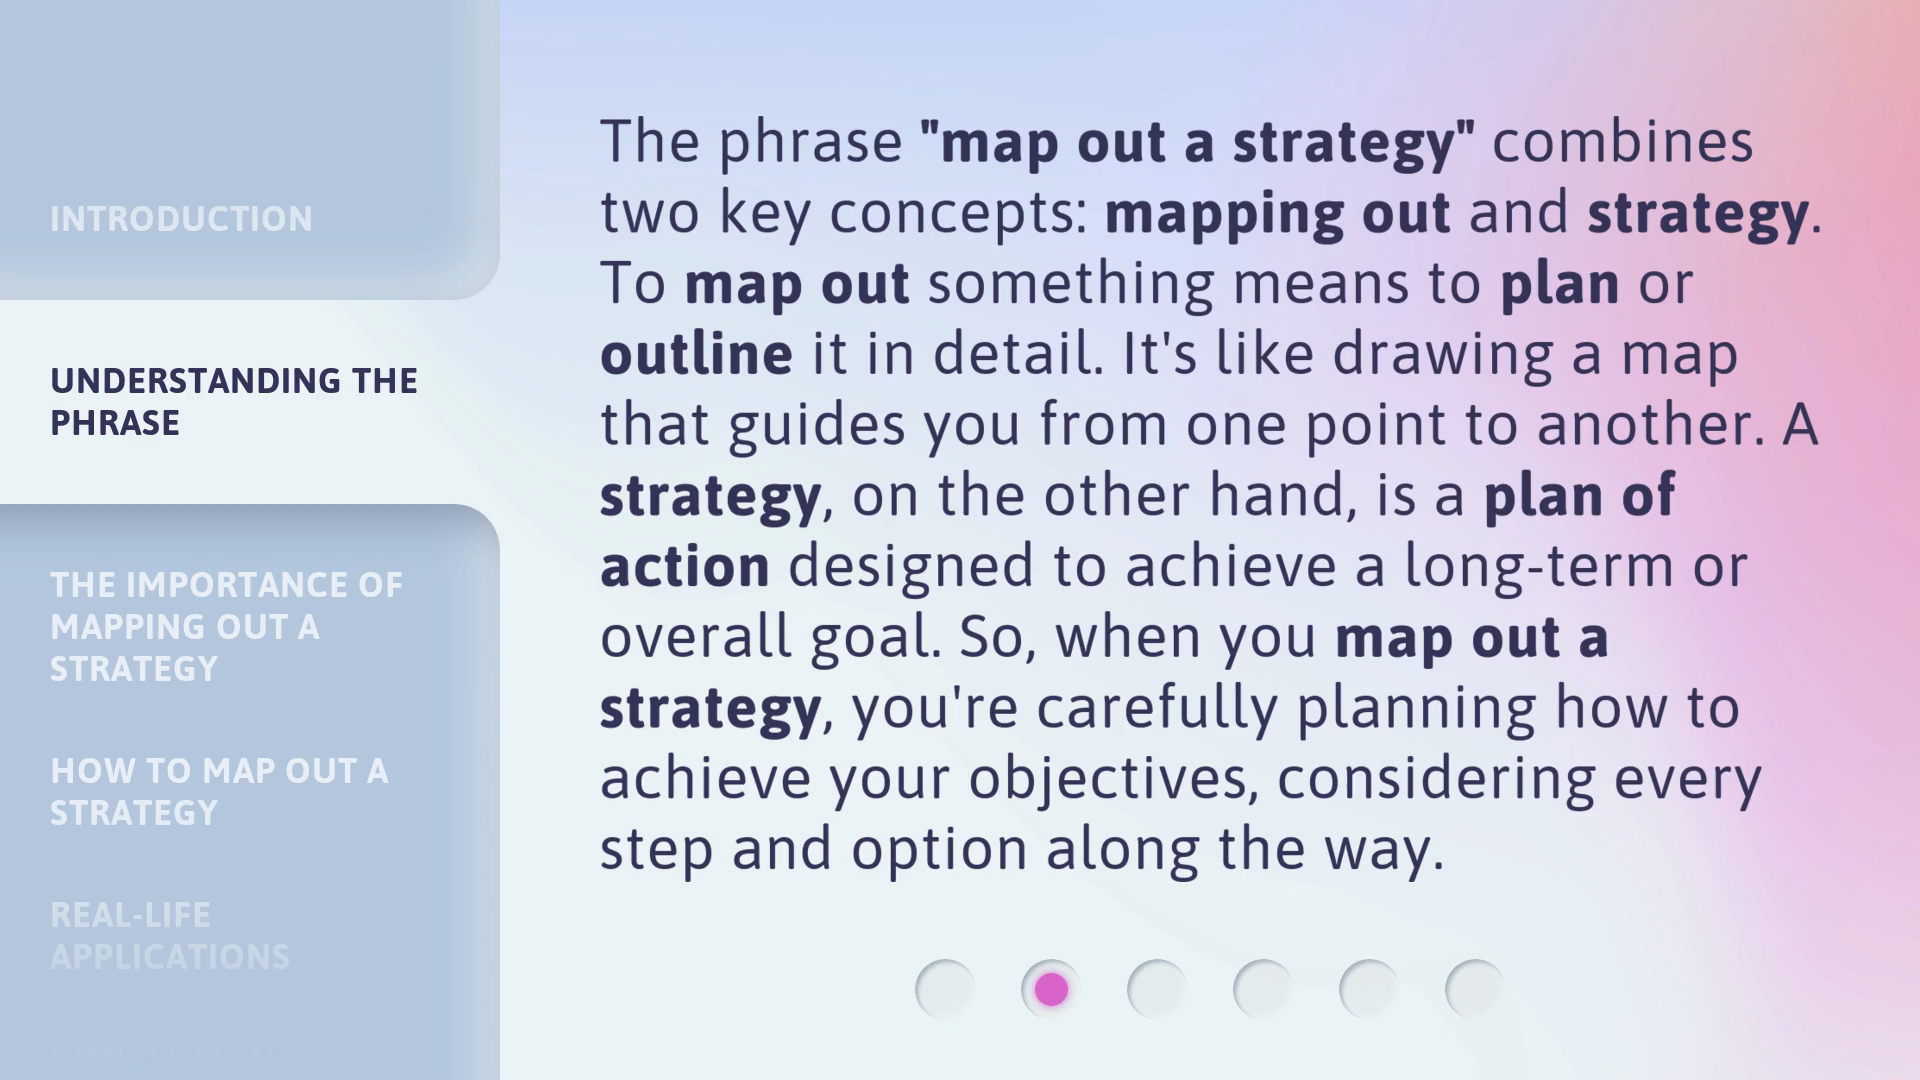 INTRODUCTION
UNDERSTANDING THE
PHRASE
THE IMPORTANCE OF
MAPPING OUT A
STRATEGY
HOW TO MAP OUT A
STRATEGY
REAL-LIFE
APPLICATIONS
CONCLUSION
The phrase "map out a strategy" combines
two key concepts: mapping out and strategy.
To map out something means to plan or
outline it in detail. It's like drawing a map
that guides you from one point to another. A
strategy, on the other hand, is a plan of
action designed to achieve a long-term or
overall goal. So, when you map out a
strategy, you're carefully planning how to
achieve your objectives, considering every
step and option along the way.